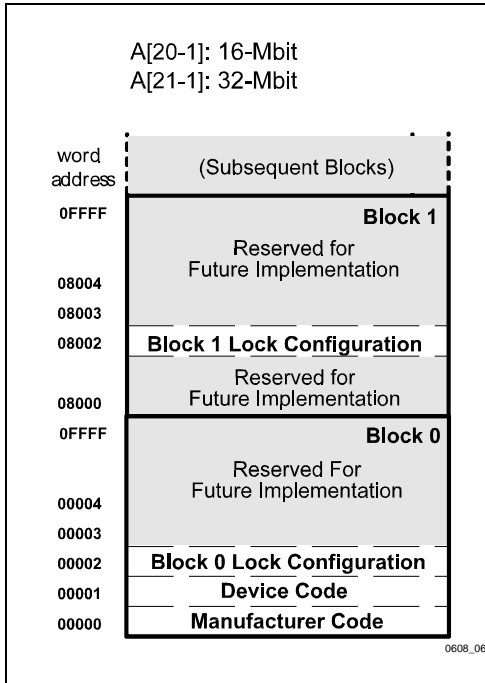 A[20-1]: 16-Mbit
A[21-1]: 32-Mbit
word
address
(Subsequent Blocks)
0FFFF
Block 1
Reserved for
Future Implementation
08004
08003
08002
Block 1 Lock Configuration
Reserved for
Future Implementation
08000
0FFFF
Block 0
Reserved For
Future Implementation
00004
00003
00002
Block 0 Lock Configuration
00001
Device Code
00000
Manufacturer Code
0608_06